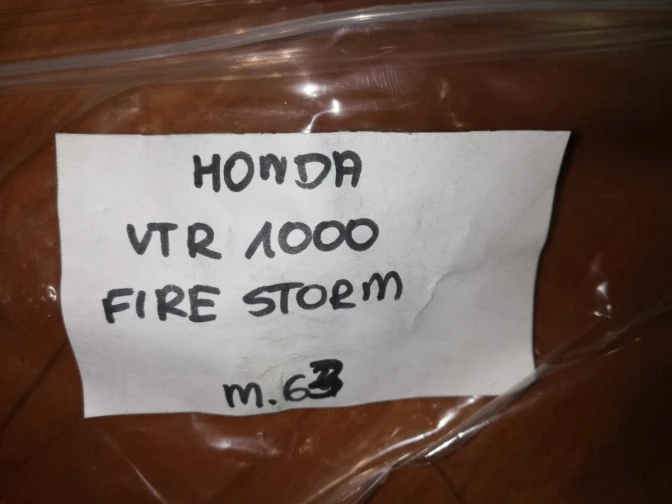 HONDA
VTR 1000
FIRE STORM
m.63